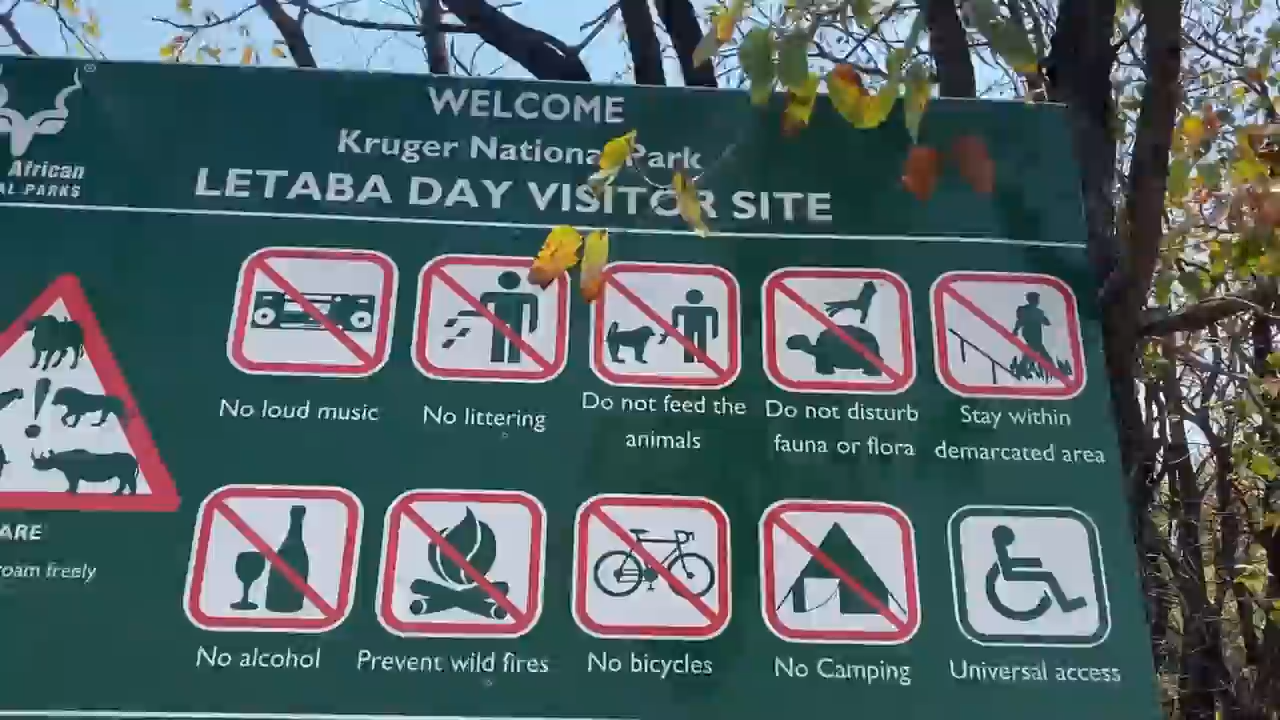 WELCOME
Kruger National Park
LETABA DAY VISITOR SITE
African
AL PARKS
No loud music
No littering
Do not feed the
animals
Do not disturb
fauna or flora
Stay within
demarcated area
ARE
roam freely
No alcohol
Prevent wild fires
No bicycles
No Camping
Universal access